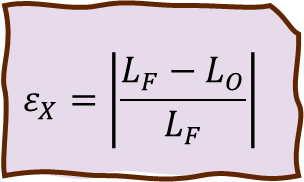 ε_X = |(L_F − L_O) / L_F|